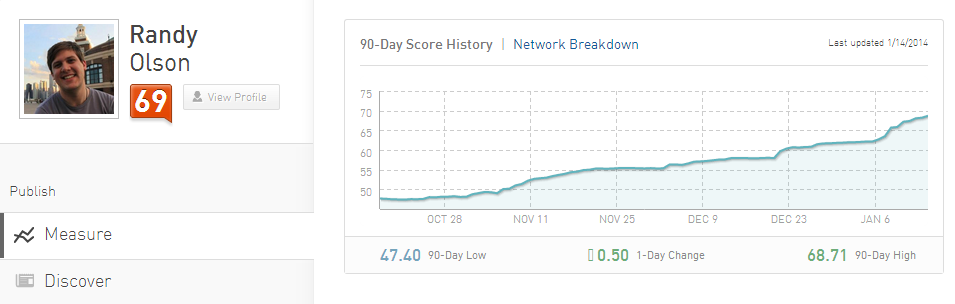 Randy
Olson
69
View Profile
Publish
Measure
Discover
90-Day Score History | Network Breakdown
Last updated 1/14/2014
75
70
65
60
55
50
OCT 28 NOV 11 NOV 25 DEC 9 DEC 23 JAN 6
47.40 90-Day Low
0.50 1-Day Change
68.71 90-Day High